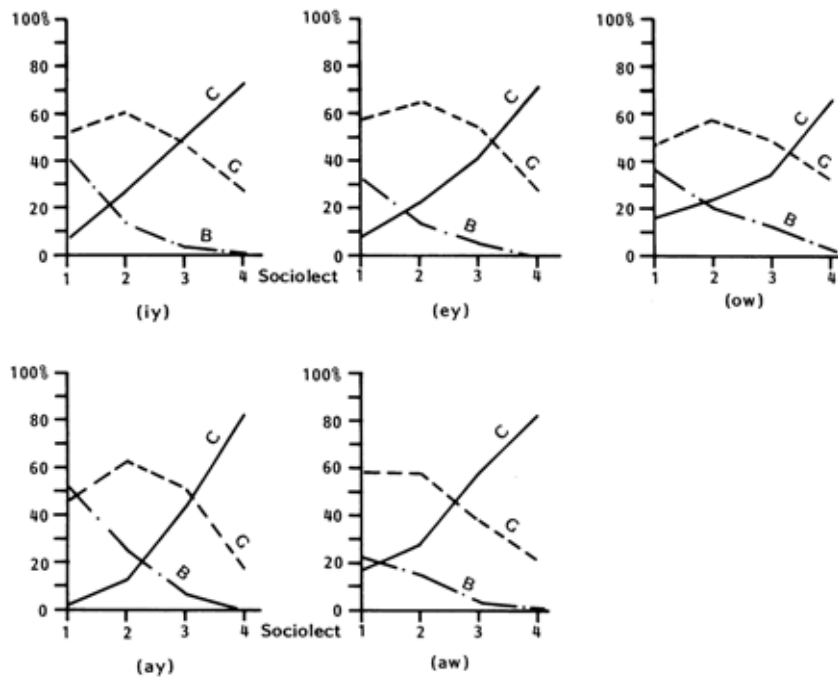 100% 100% 100%
80 80 80
60 60 60
40 40 40
20 20 20
0 0 0
C G B C G B C G B
1 2 3 4 Sociolect 1 2 3 4 1 2 3 4
(iy) (ey) (ow)
100% 100%
80 80
60 60
40 40
20 20
0 0
C G B C G B
1 2 3 4 Sociolect 1 2 3 4
(ay) (aw)